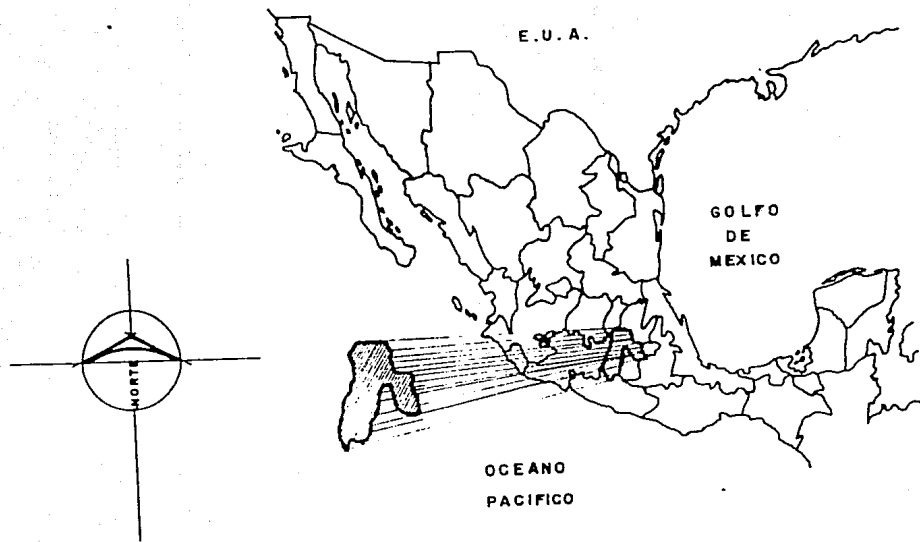 E.U.A.
GOLFO
DE
MEXICO
NORTE
OCEANO
PACIFICO